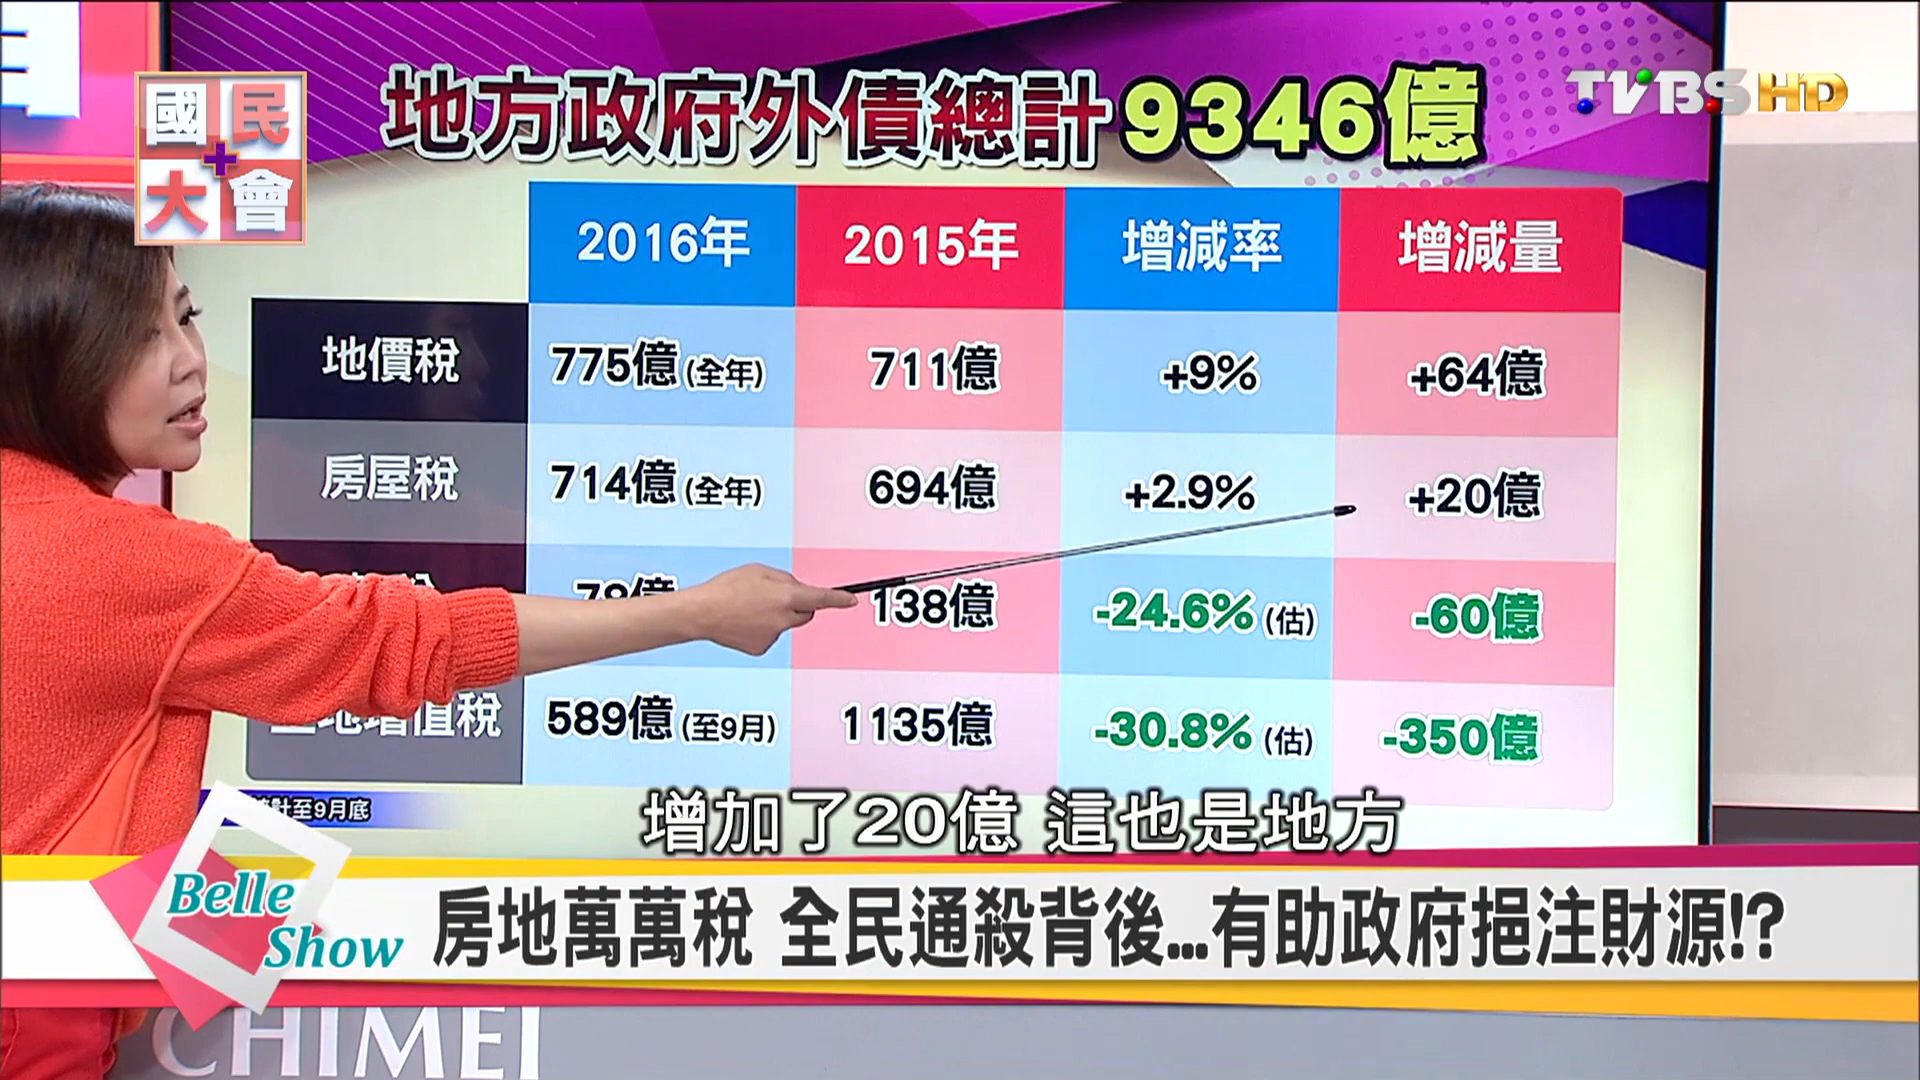 國民
大會
TVBS HD
地方政府外債總計 9346億
2016年 2015年 增減率 增減量
地價稅 775億(全年) 711億 +9% +64億
房屋稅 714億(全年) 694億 +2.9% +20億
138億 -24.6%(估) -60億
土地增值稅 589億(至9月) 1135億 -30.8%(估) -350億
計至9月底
增加了20億 這也是地方
Belle Show
房地萬萬稅 全民通殺背後...有助政府挹注財源!?
CHIMEI